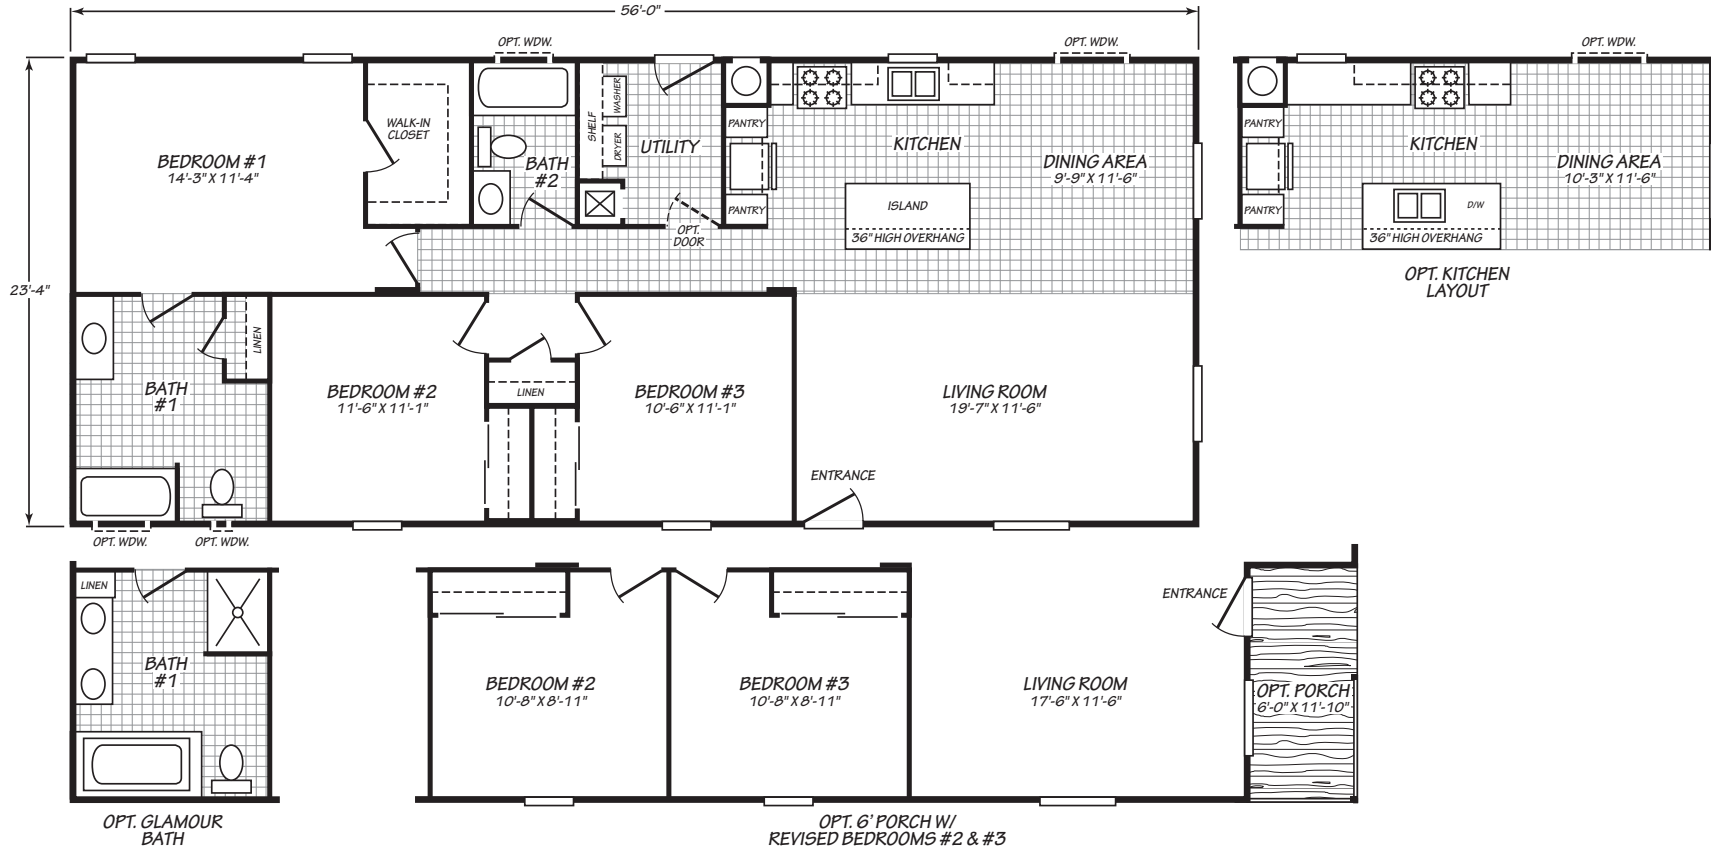 56'-0"
OPT. WDW.
OPT. WDW.
OPT. WDW.
23'-4"
BEDROOM #1
14'-3" X 11'-4"
WALK-IN
CLOSET
BATH
#2
SHELF
WASHER
DRYER
UTILITY
OPT.
DOOR
PANTRY
PANTRY
KITCHEN
ISLAND
36" HIGH OVERHANG
DINING AREA
9'-9" X 11'-6"
PANTRY
PANTRY
KITCHEN
D/W
36" HIGH OVERHANG
DINING AREA
10'-3" X 11'-6"
OPT. KITCHEN
LAYOUT
LINEN
BATH
#1
BEDROOM #2
11'-6" X 11'-1"
LINEN
BEDROOM #3
10'-6" X 11'-1"
LIVING ROOM
19'-7" X 11'-6"
ENTRANCE
OPT. WDW.
OPT. WDW.
LINEN
BATH
#1
OPT. GLAMOUR
BATH
BEDROOM #2
10'-8" X 8'-11"
BEDROOM #3
10'-8" X 8'-11"
LIVING ROOM
17'-6" X 11'-6"
ENTRANCE
OPT. PORCH
6'-0" X 11'-10"
OPT. 6' PORCH W/
REVISED BEDROOMS #2 & #3